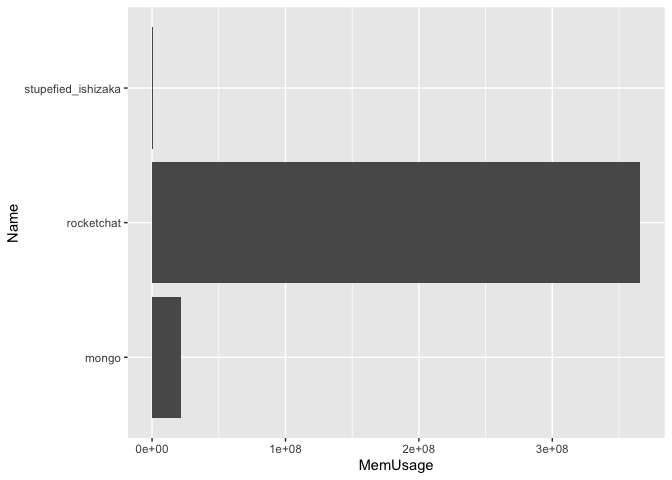 Name
stupefied_ishizaka
rocketchat
mongo
0e+00 1e+08 2e+08 3e+08
MemUsage